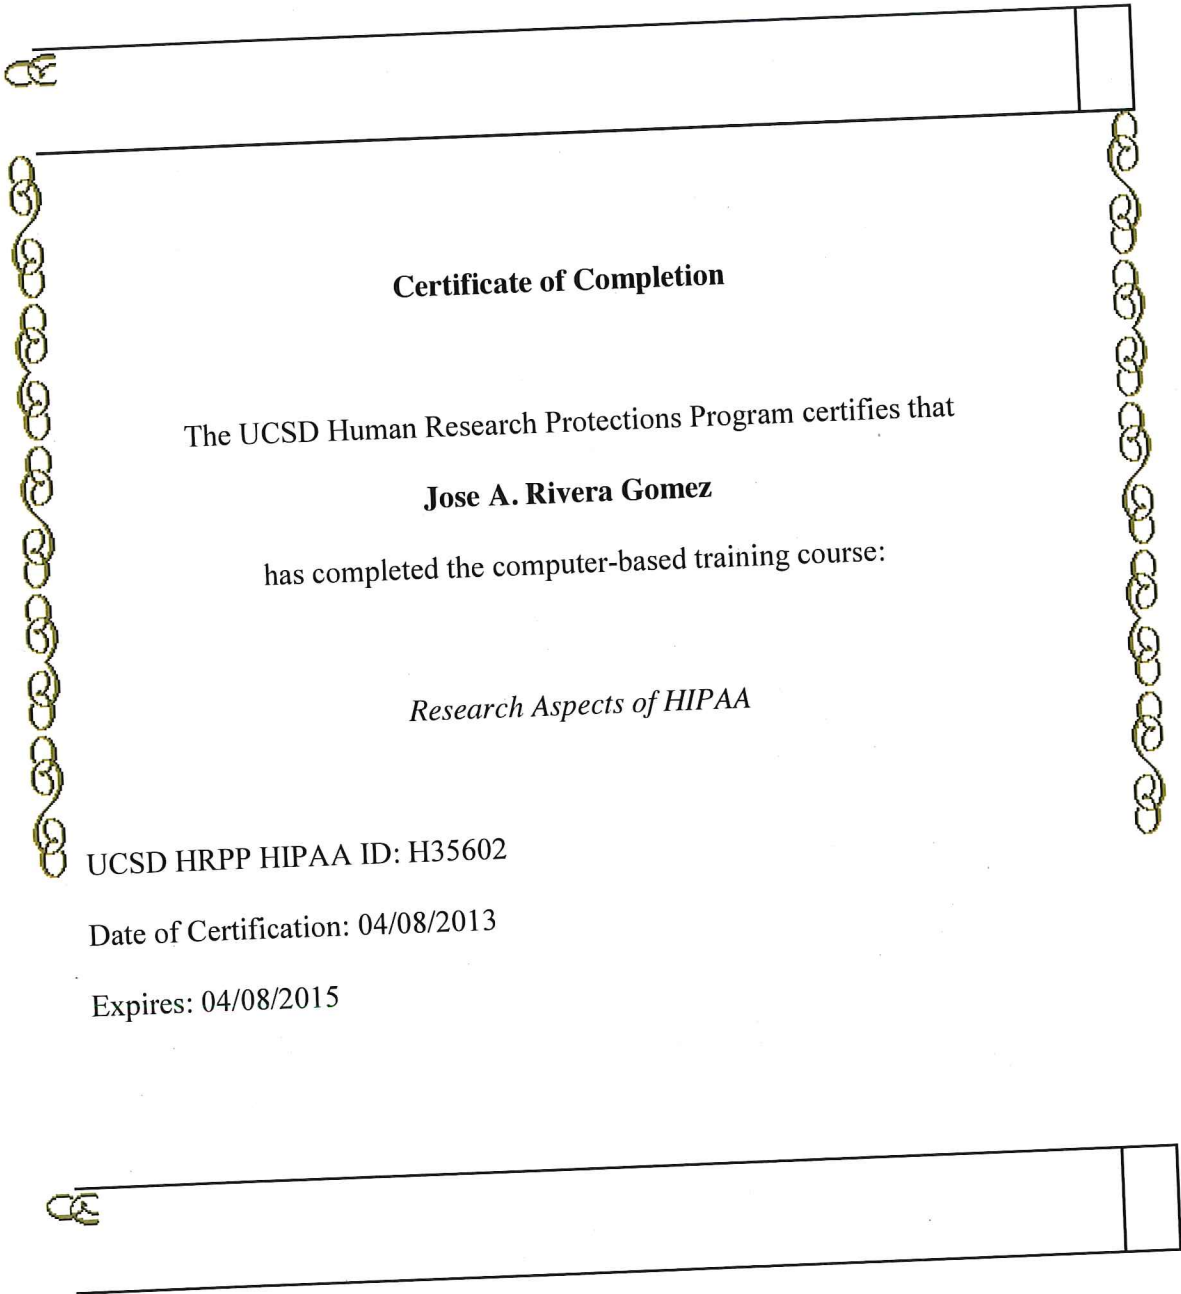 Certificate of Completion
The UCSD Human Research Protections Program certifies that
Jose A. Rivera Gomez
has completed the computer-based training course:
Research Aspects of HIPAA
UCSD HRPP HIPAA ID: H35602
Date of Certification: 04/08/2013
Expires: 04/08/2015